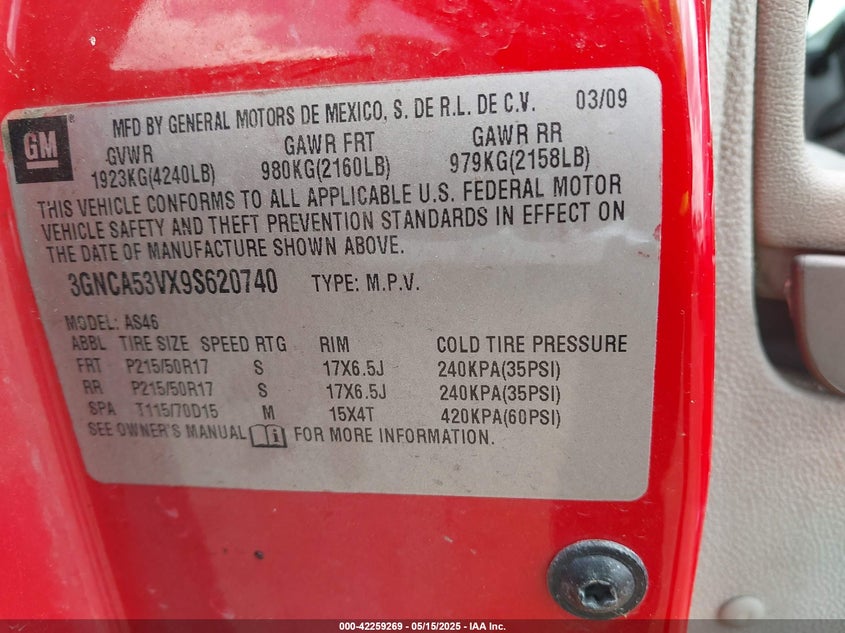 GM ®
MFD BY GENERAL MOTORS DE MEXICO, S. DE R.L. DE C.V. 03/09
GVWR GAWR FRT GAWR RR
1923KG(4240LB) 980KG(2160LB) 979KG(2158LB)
THIS VEHICLE CONFORMS TO ALL APPLICABLE U.S. FEDERAL MOTOR
VEHICLE SAFETY AND THEFT PREVENTION STANDARDS IN EFFECT ON
THE DATE OF MANUFACTURE SHOWN ABOVE.
3GNCA53VX9S620740 TYPE: M.P.V.
MODEL: AS46
ABBL TIRE SIZE SPEED RTG RIM COLD TIRE PRESSURE
FRT P215/50R17 S 17X6.5J 240KPA(35PSI)
RR P215/50R17 S 17X6.5J 240KPA(35PSI)
SPA T115/70D15 M 15X4T 420KPA(60PSI)
SEE OWNER'S MANUAL i FOR MORE INFORMATION.
000-42259269 - 05/15/2025 - IAA Inc.